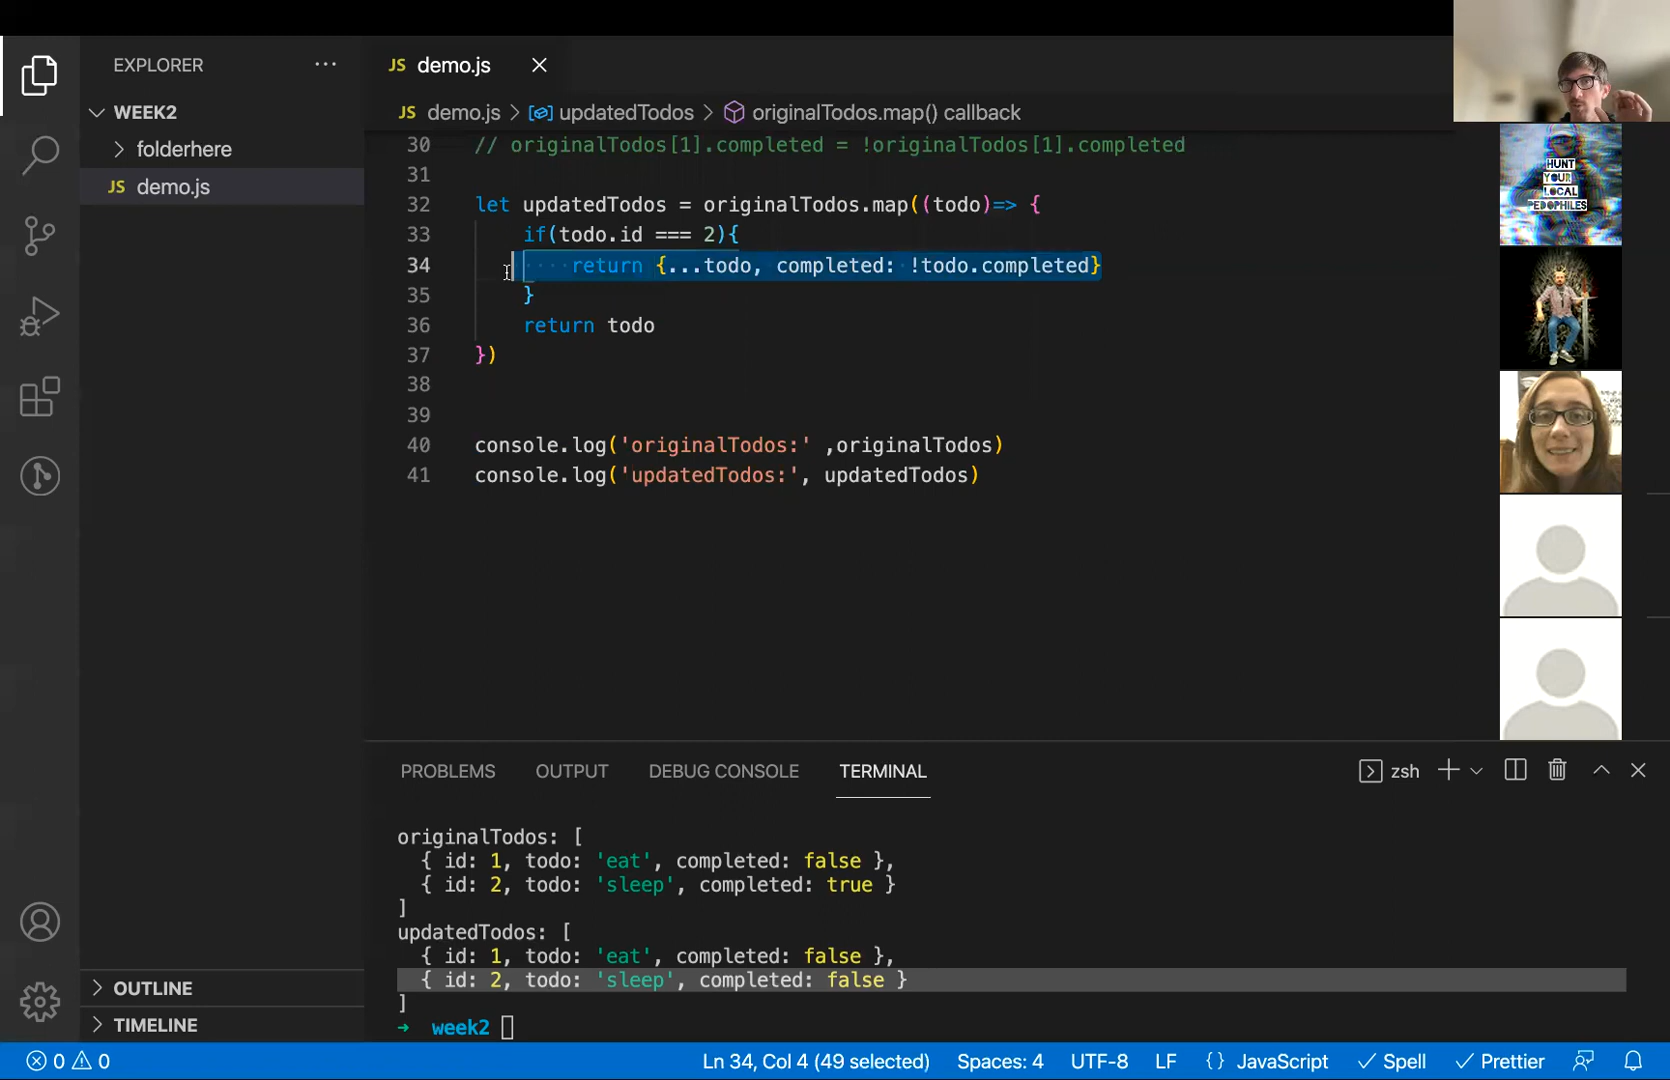 EXPLORER ···
JS demo.js
WEEK2
folderhere
JS demo.js
JS demo.js > updatedTodos > originalTodos.map() callback
30 // originalTodos[1].completed = !originalTodos[1].completed
31
32 let updatedTodos = originalTodos.map((todo)=> {
33 if(todo.id === 2){
34 return {...todo, completed: !todo.completed}
35 }
36 return todo
37 })
38
39
40 console.log('originalTodos:' ,originalTodos)
41 console.log('updatedTodos:', updatedTodos)
HUNT
YOUR
LOCAL
PEDOPHILES
PROBLEMS OUTPUT DEBUG CONSOLE TERMINAL zsh
originalTodos: [
{ id: 1, todo: 'eat', completed: false },
{ id: 2, todo: 'sleep', completed: true }
]
updatedTodos: [
{ id: 1, todo: 'eat', completed: false },
{ id: 2, todo: 'sleep', completed: false }
]
→ week2
OUTLINE
TIMELINE
0 0 Ln 34, Col 4 (49 selected) Spaces: 4 UTF-8 LF {} JavaScript ✓ Spell ✓ Prettier